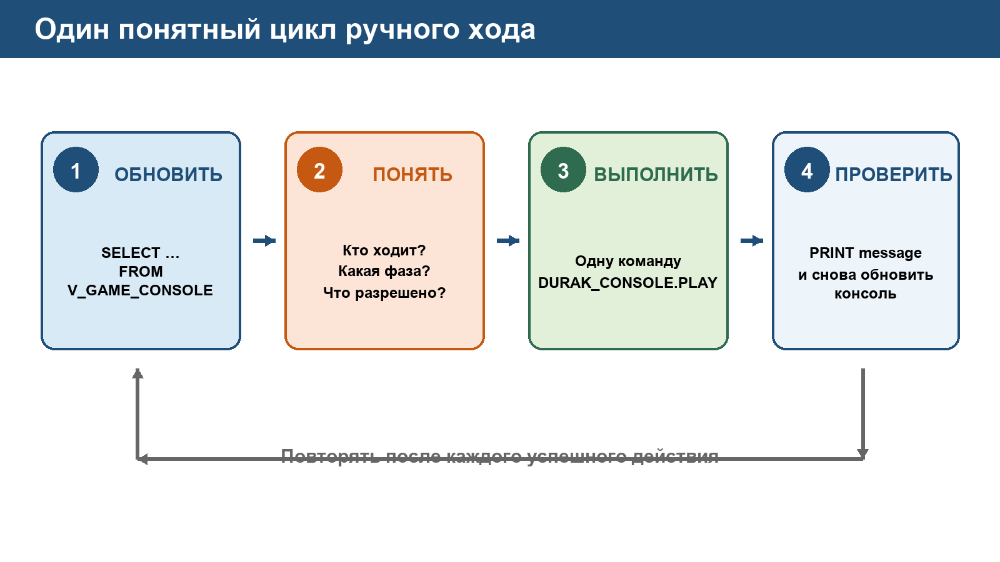 Один понятный цикл ручного хода
1
ОБНОВИТЬ
SELECT …
FROM
V_GAME_CONSOLE
2
ПОНЯТЬ
Кто ходит?
Какая фаза?
Что разрешено?
3
ВЫПОЛНИТЬ
Одну команду
DURAK_CONSOLE.PLAY
4
ПРОВЕРИТЬ
PRINT message
и снова обновить
консоль
Повторять после каждого успешного действия